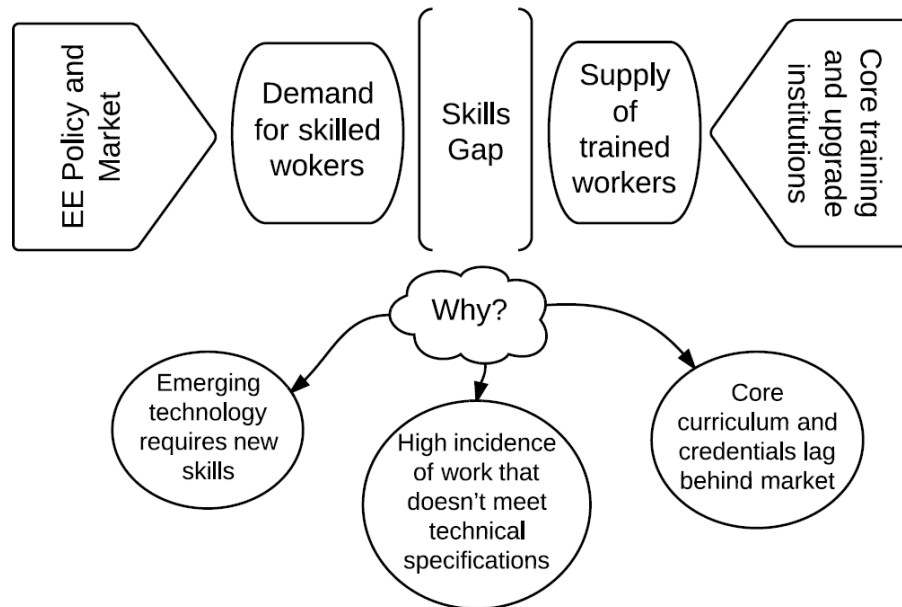 EE Policy and
Market
Demand
for skilled
wokers
Skills
Gap
Supply
of
trained
workers
Core training
and upgrade
institutions
Why?
Emerging
technology
requires new
skills
High incidence
of work that
doesn't meet
technical
specifications
Core
curriculum and
credentials lag
behind market